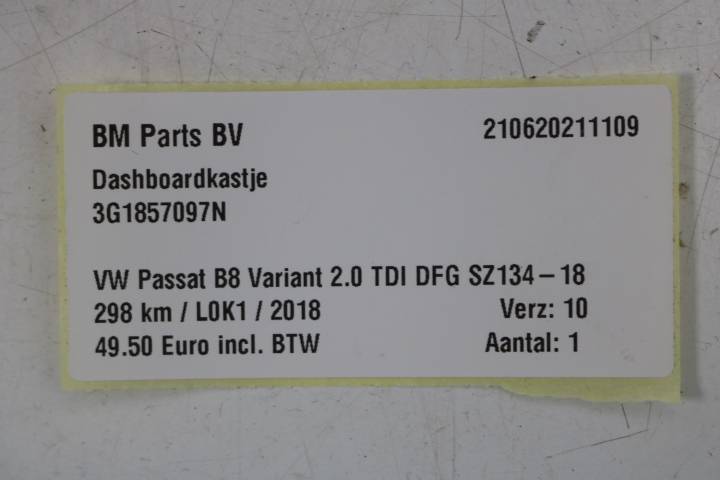 BM Parts BV 210620211109
Dashboardkastje
3G1857097N
VW Passat B8 Variant 2.0 TDI DFG SZ134-18
298 km / L0K1 / 2018 Verz: 10
49.50 Euro incl. BTW Aantal: 1